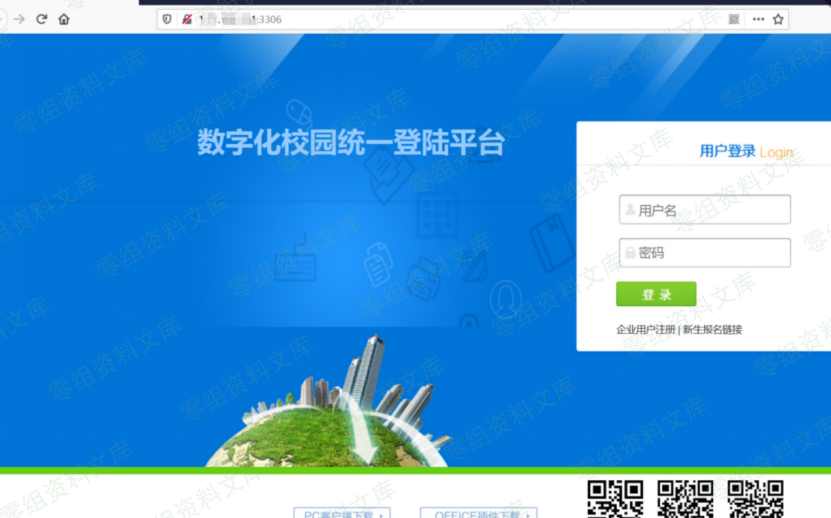 :3306
数字化校园统一登陆平台
用户登录 Login
用户名
密码
登 录
企业用户注册 | 新生报名链接
PC客户端下载
OFFICE插件下载
零组资料文库